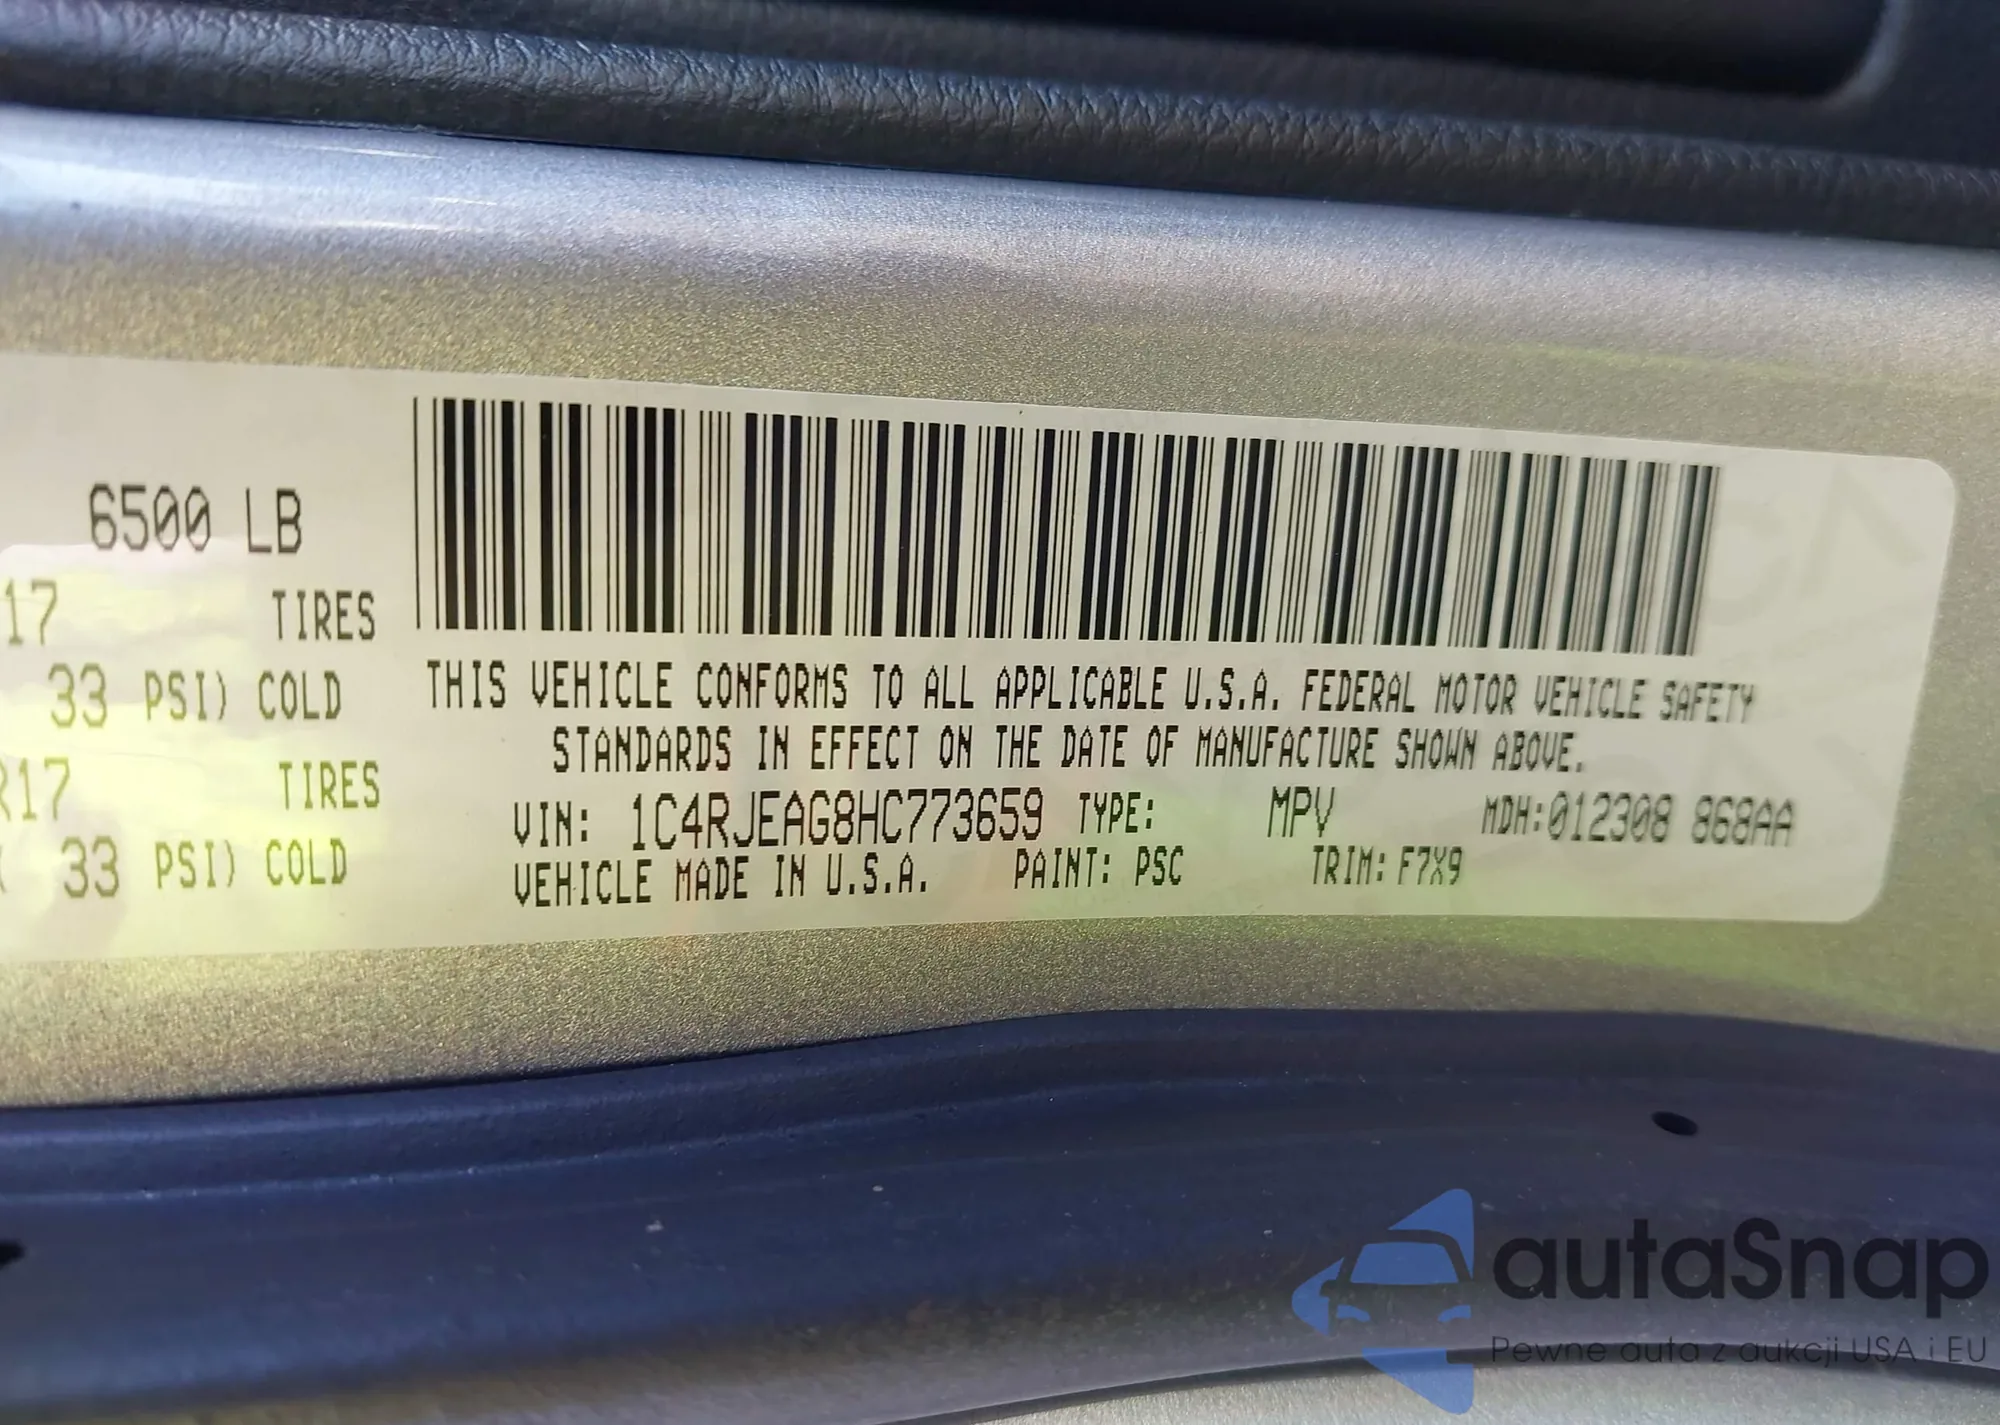 6500 LB
17 TIRES
33 PSI) COLD
R17 TIRES
33 PSI) COLD
THIS VEHICLE CONFORMS TO ALL APPLICABLE U.S.A. FEDERAL MOTOR VEHICLE SAFETY
STANDARDS IN EFFECT ON THE DATE OF MANUFACTURE SHOWN ABOVE.
VIN: 1C4RJEAG8HC773659 TYPE: MPV MDH:012308 868AA
VEHICLE MADE IN U.S.A. PAINT: PSC TRIM: F7X9
autaSnap
Pewne auta z aukcji USA i EU